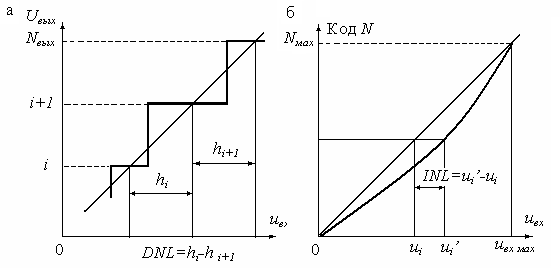 а
Uвых
Nвых
i+1
i
hi
hi+1
0
uвх
DNL=hi-hi+1
б
Код N
Nмах
INL=ui'-ui
0
ui
ui'
uвх мах
uвх